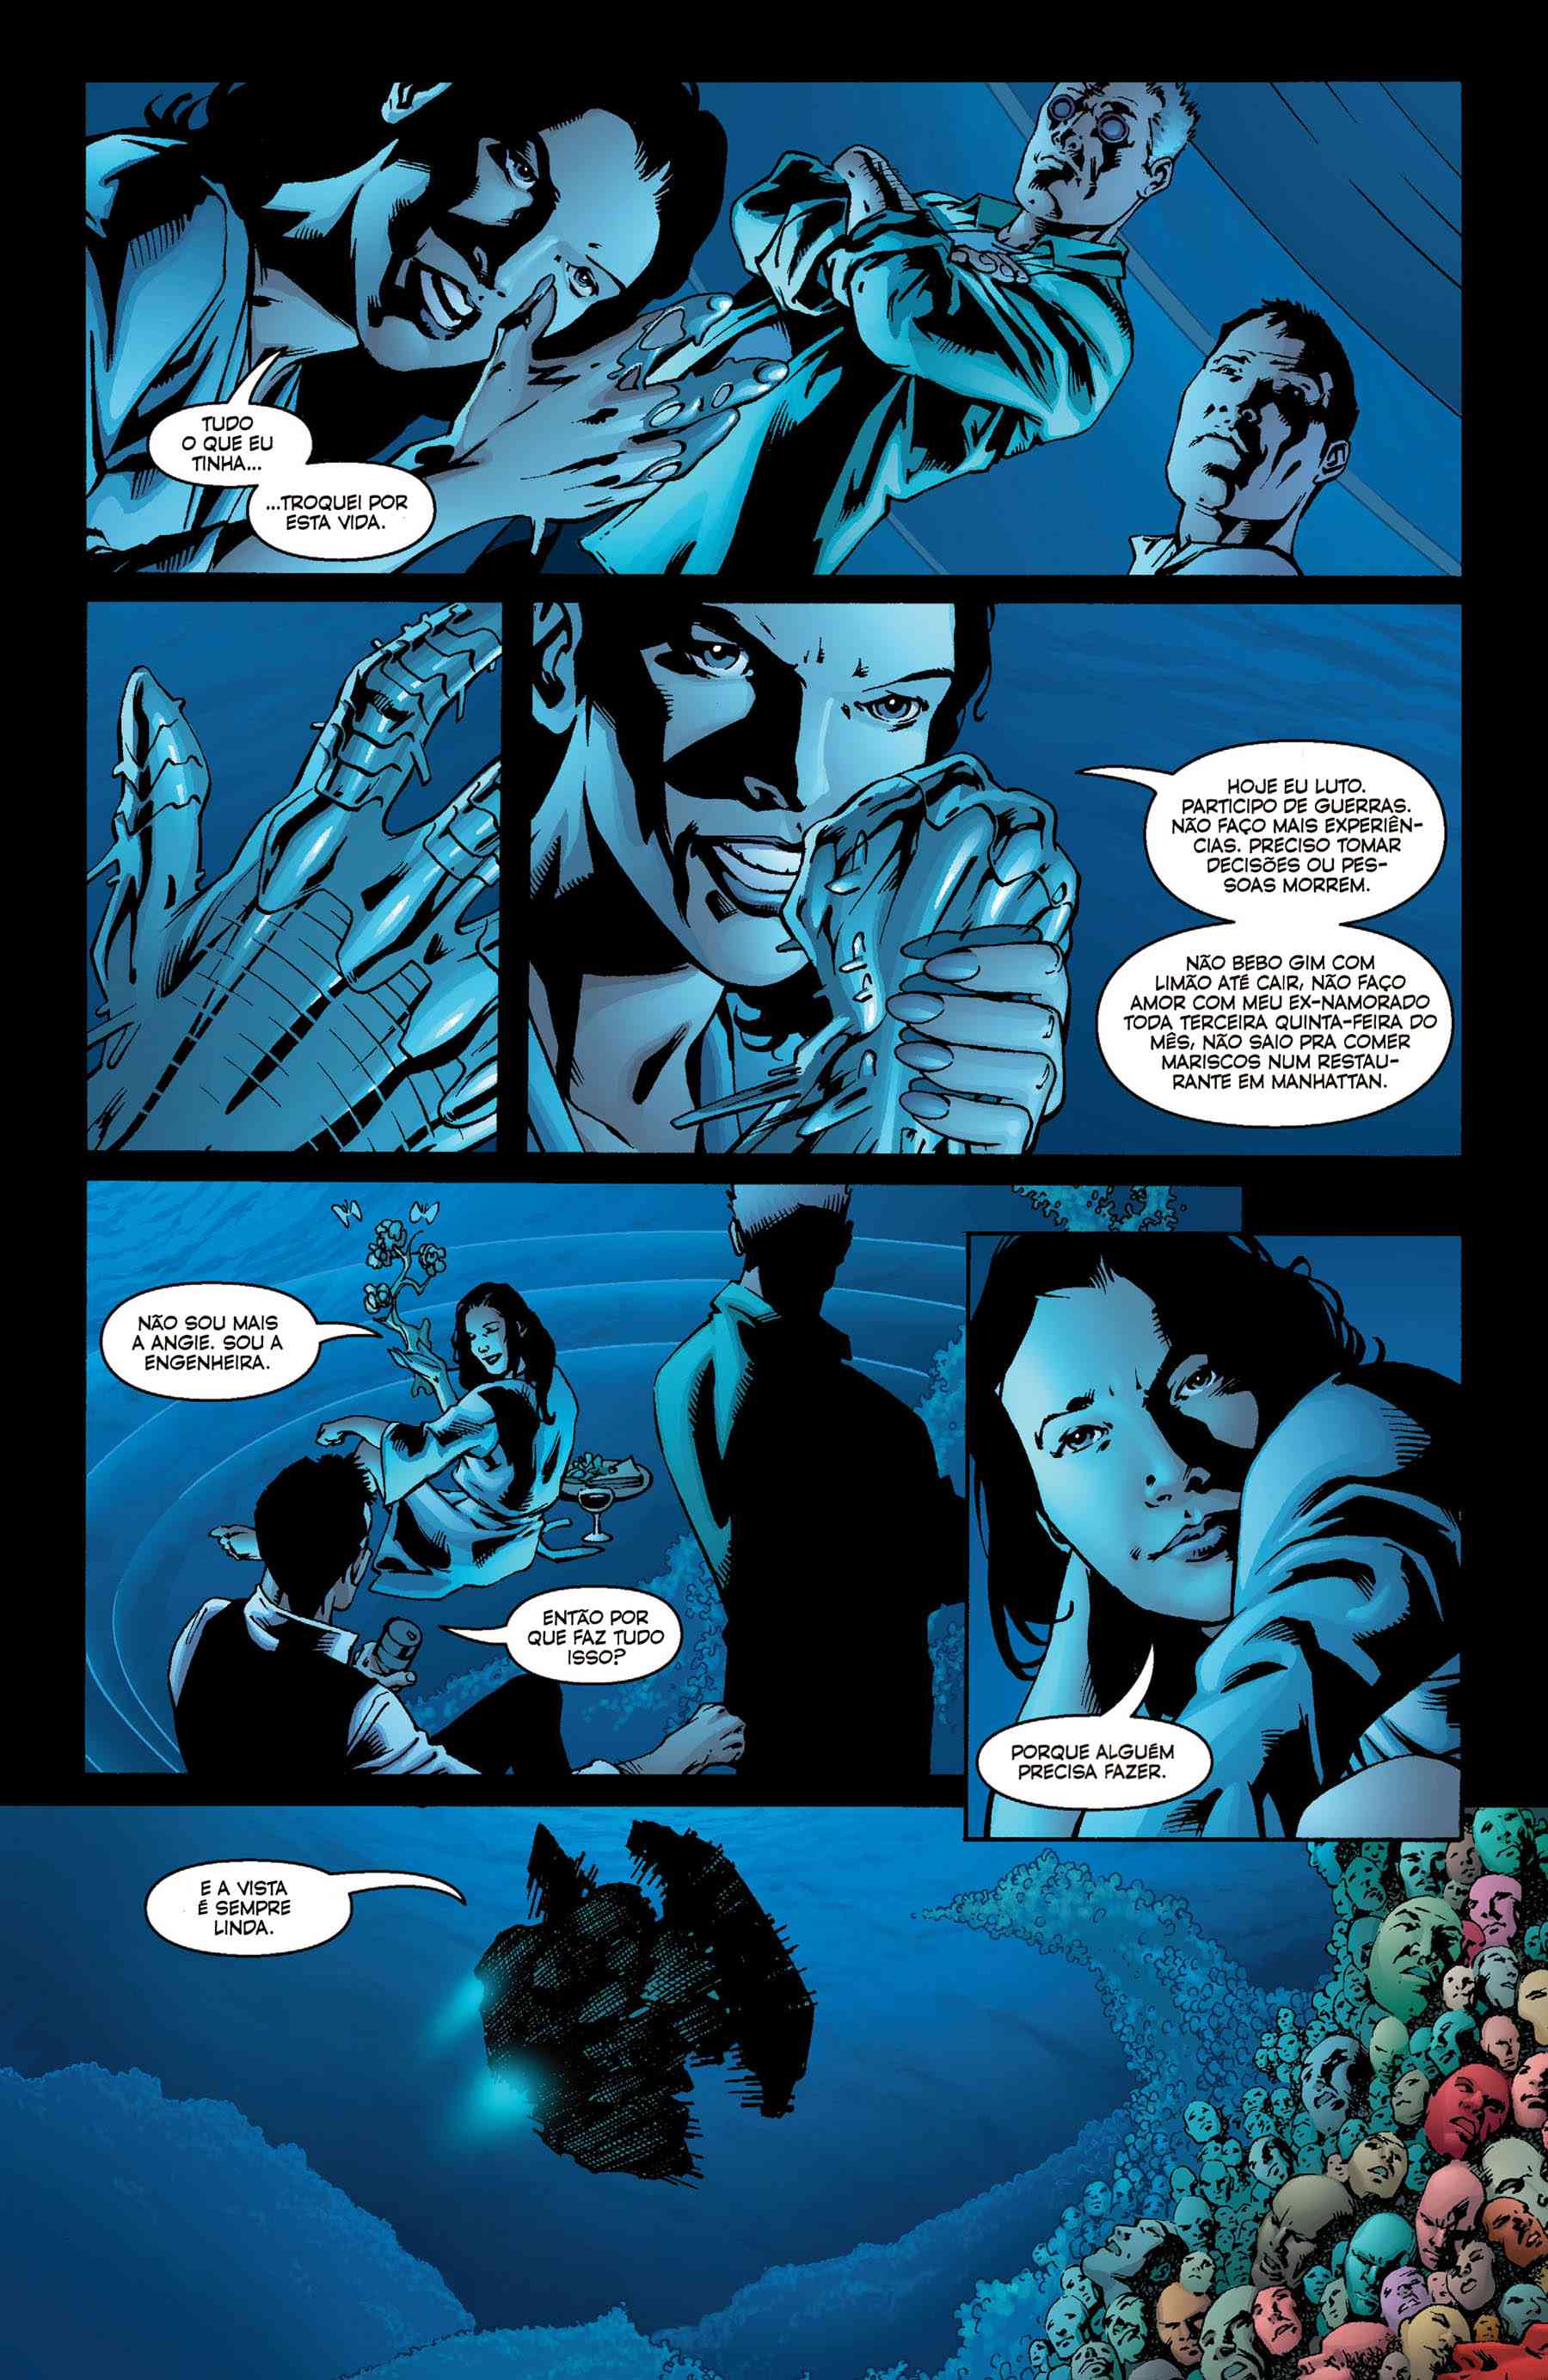 TUDO
O QUE EU
TINHA...
...TROQUEI POR
ESTA VIDA.
HOJE EU LUTO.
PARTICIPO DE GUERRAS.
NÃO FAÇO MAIS EXPERIÊN-
CIAS. PRECISO TOMAR
DECISÕES OU PES-
SOAS MORREM.
NÃO BEBO GIM COM
LIMÃO ATÉ CAIR, NÃO FAÇO
AMOR COM MEU EX-NAMORADO
TODA TERCEIRA QUINTA-FEIRA DO
MÊS, NÃO SAIO PRA COMER
MARISCOS NUM RESTAU-
RANTE EM MANHATTAN.
NÃO SOU MAIS
A ANGIE. SOU A
ENGENHEIRA.
ENTÃO POR
QUE FAZ TUDO
ISSO?
PORQUE ALGUÉM
PRECISA FAZER.
E A VISTA
É SEMPRE
LINDA.